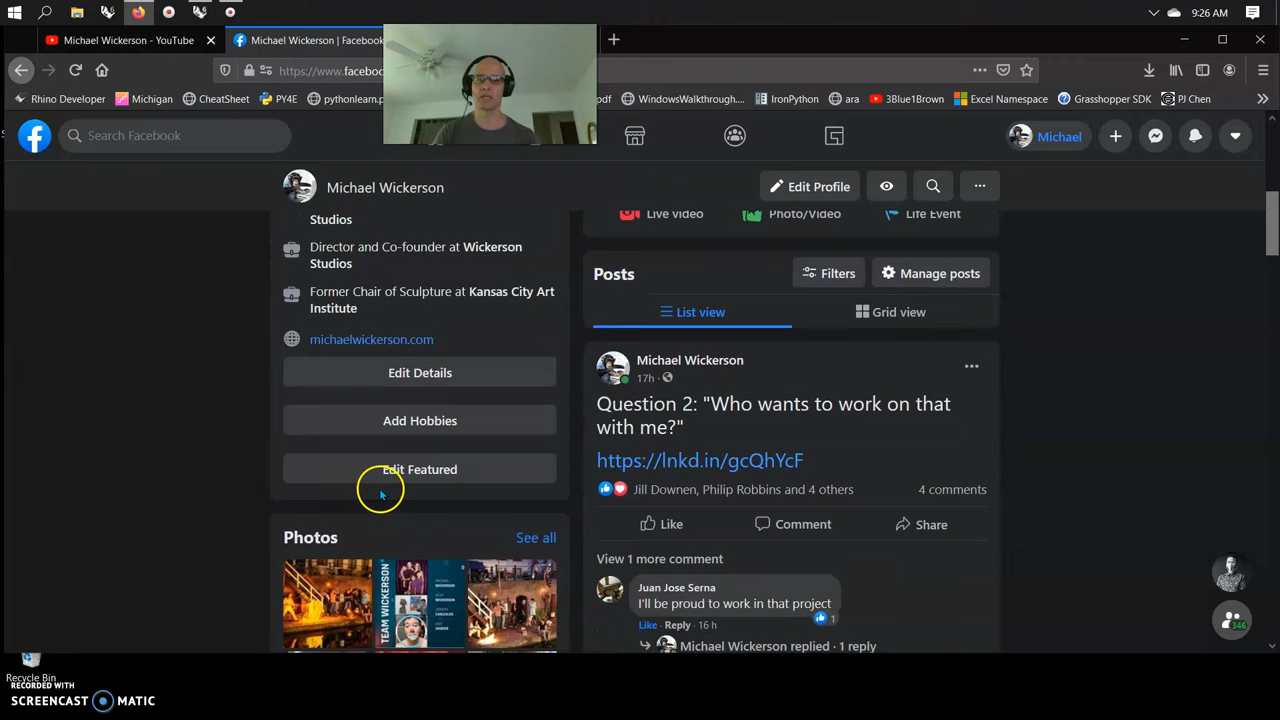 9:26 AM
Michael Wickerson - YouTube
Michael Wickerson | Facebook
https://www.facebo
Rhino Developer
Michigan
CheatSheet
PY4E
pythonlearn.p
pdf
WindowsWalkthrough....
IronPython
ara
3Blue1Brown
Excel Namespace
Grasshopper SDK
PJ Chen
Search Facebook
Michael
Michael Wickerson
Edit Profile
Studios
Director and Co-founder at Wickerson
Studios
Former Chair of Sculpture at Kansas City Art
Institute
michaelwickerson.com
Edit Details
Add Hobbies
Edit Featured
Photos
See all
TEAM WICKERSON
Live video
Photo/Video
Life Event
Posts
Filters
Manage posts
List view
Grid view
Michael Wickerson
17h
Question 2: "Who wants to work on that
with me?"
https://lnkd.in/gcQhYcF
Jill Downen, Philip Robbins and 4 others
4 comments
Like
Comment
Share
View 1 more comment
Juan Jose Serna
I'll be proud to work in that project
1
Like · Reply · 16 h
Michael Wickerson replied · 1 reply
346
Recycle Bin
RECORDED WITH
SCREENCAST MATIC